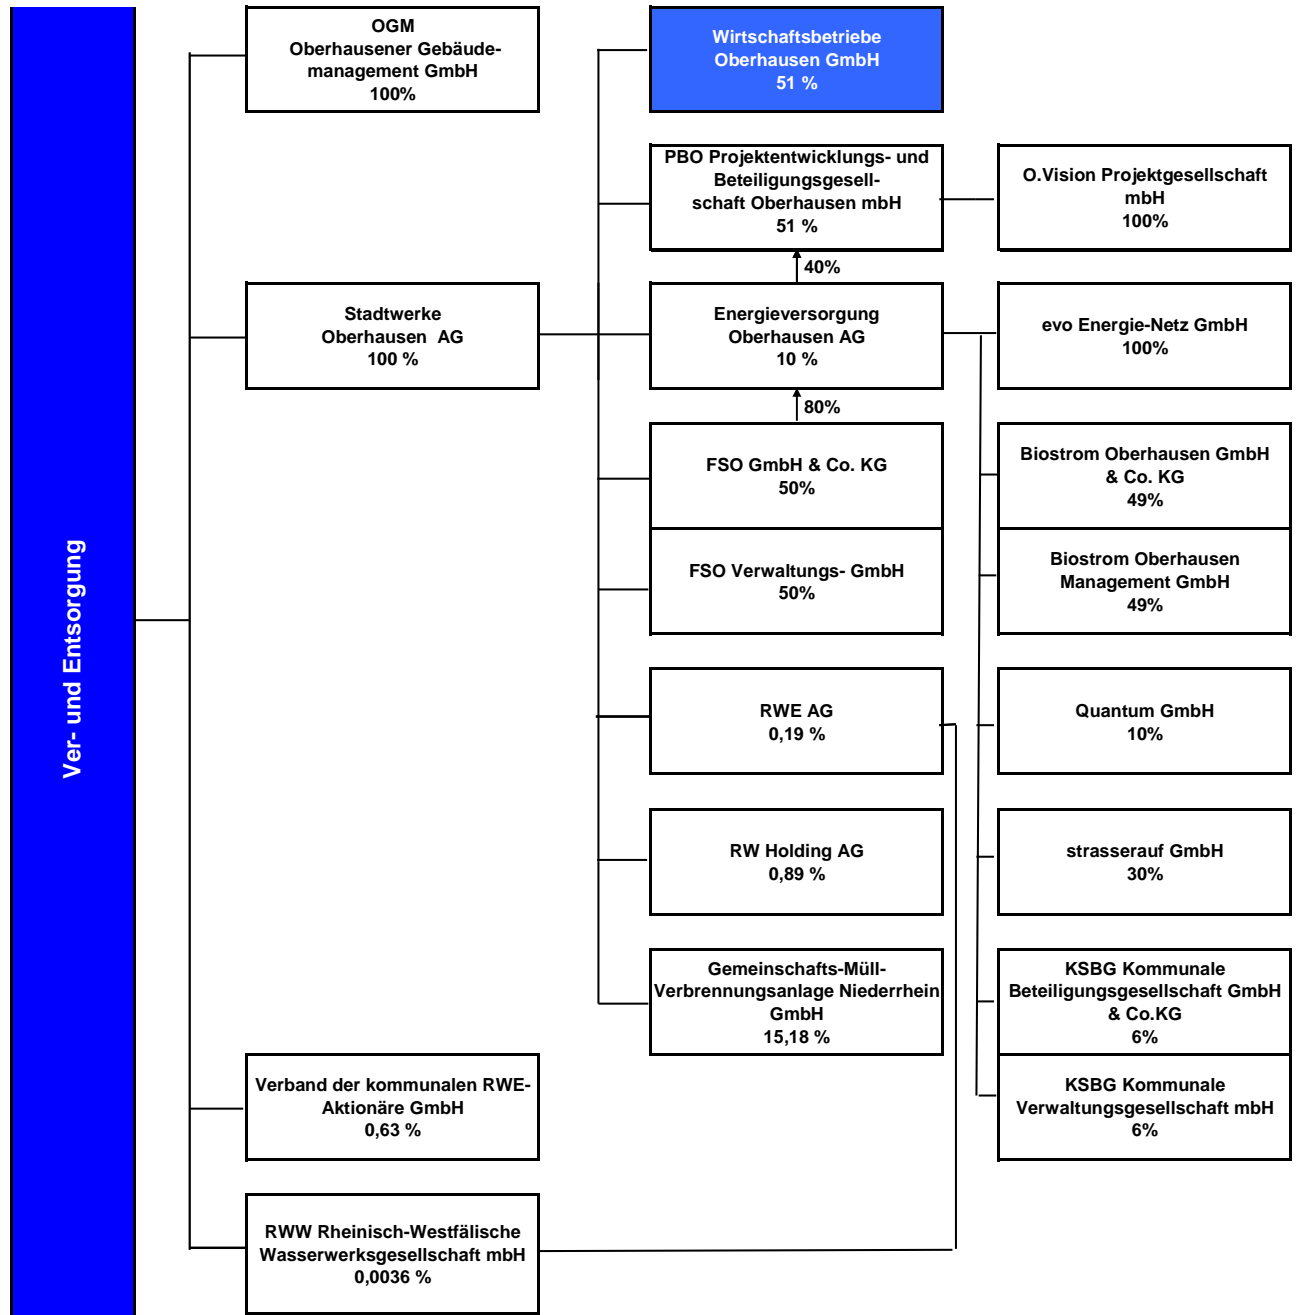 Ver- und Entsorgung
OGM
Oberhausener Gebäude-
management GmbH
100%
Stadtwerke
Oberhausen AG
100 %
Verband der kommunalen RWE-
Aktionäre GmbH
0,63 %
RWW Rheinisch-Westfälische
Wasserwerksgesellschaft mbH
0,0036 %
Wirtschaftsbetriebe
Oberhausen GmbH
51 %
PBO Projektentwicklungs- und
Beteiligungsgesell-
schaft Oberhausen mbH
51 %
40%
Energieversorgung
Oberhausen AG
10 %
80%
FSO GmbH & Co. KG
50%
FSO Verwaltungs- GmbH
50%
RWE AG
0,19 %
RW Holding AG
0,89 %
Gemeinschafts-Müll-
Verbrennungsanlage Niederrhein
GmbH
15,18 %
O.Vision Projektgesellschaft
mbH
100%
evo Energie-Netz GmbH
100%
Biostrom Oberhausen GmbH
& Co. KG
49%
Biostrom Oberhausen
Management GmbH
49%
Quantum GmbH
10%
strasserauf GmbH
30%
KSBG Kommunale
Beteiligungsgesellschaft GmbH
& Co.KG
6%
KSBG Kommunale
Verwaltungsgesellschaft mbH
6%